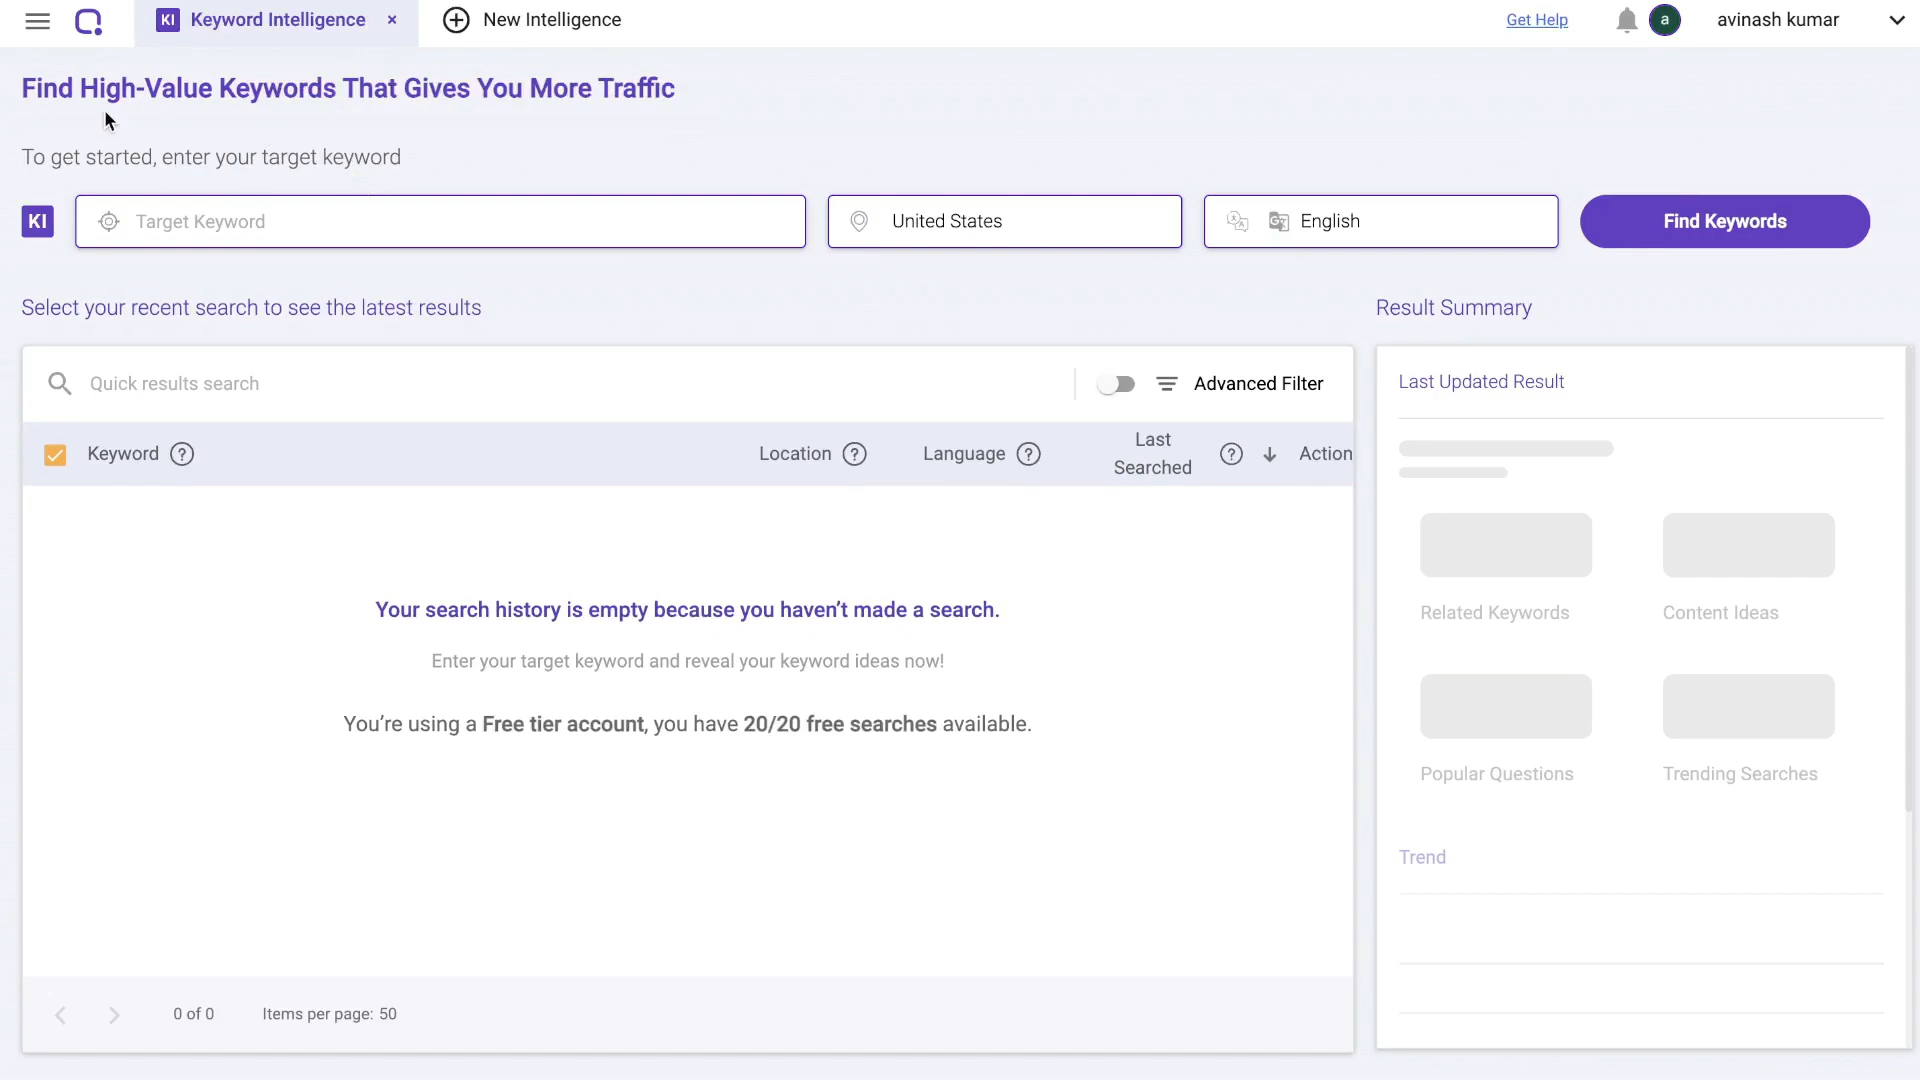 KI Keyword Intelligence × New Intelligence Get Help a avinash kumar
Find High-Value Keywords That Gives You More Traffic
To get started, enter your target keyword
KI Target Keyword United States English Find Keywords
Select your recent search to see the latest results
Result Summary
Quick results search Advanced Filter
Last Updated Result
Keyword ? Location ? Language ? Last Searched ? Action
Your search history is empty because you haven't made a search.
Enter your target keyword and reveal your keyword ideas now!
You're using a Free tier account, you have 20/20 free searches available.
Related Keywords Content Ideas
Popular Questions Trending Searches
Trend
0 of 0 Items per page: 50